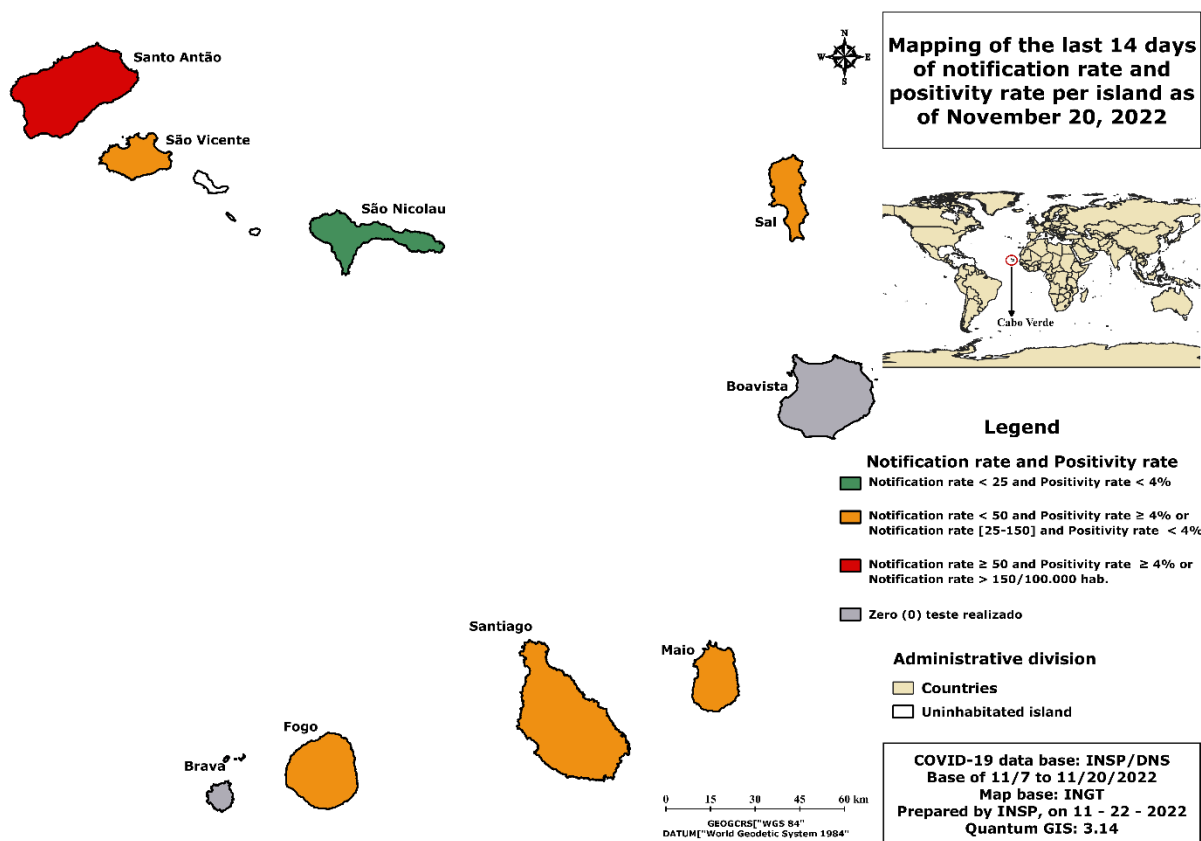 Mapping of the last 14 days
of notification rate and
positivity rate per island as
of November 20, 2022
N
W E
S
Santo Antão
São Vicente
São Nicolau
Sal
Boavista
Cabo Verde
Legend
Notification rate and Positivity rate
Notification rate < 25 and Positivity rate < 4%
Notification rate < 50 and Positivity rate ≥ 4% or
Notification rate [25-150] and Positivity rate < 4%
Notification rate ≥ 50 and Positivity rate ≥ 4% or
Notification rate > 150/100.000 hab.
Zero (0) teste realizado
Administrative division
Countries
Uninhabitated island
Santiago
Maio
Fogo
Brava
0 15 30 45 60 km
GEOGCRS["WGS 84"
DATUM["World Geodetic System 1984"
COVID-19 data base: INSP/DNS
Base of 11/7 to 11/20/2022
Map base: INGT
Prepared by INSP, on 11 - 22 - 2022
Quantum GIS: 3.14